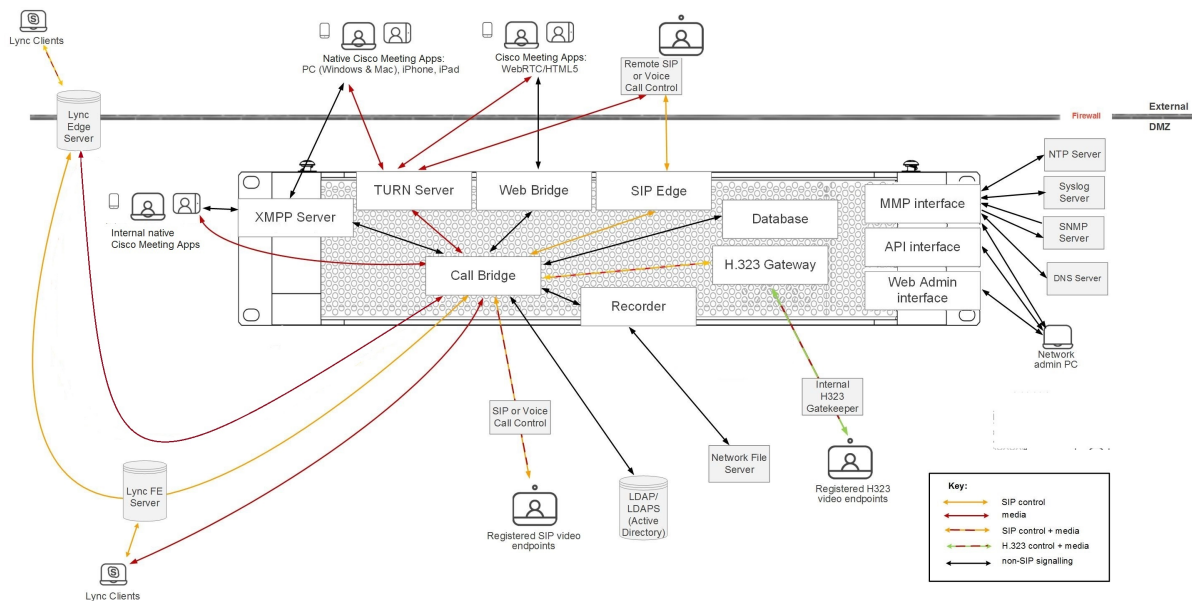 Lync Clients
Native Cisco Meeting Apps:
PC (Windows & Mac), iPhone, iPad
Cisco Meeting Apps:
WebRTC/HTML5
Remote SIP
or Voice
Call Control
Lync
Edge
Server
Firewall
External
DMZ
TURN Server
Web Bridge
SIP Edge
XMPP Server
Database
MMP interface
NTP Server
Syslog
Server
SNMP
Server
DNS Server
Internal native
Cisco Meeting Apps
Call Bridge
H.323 Gateway
API interface
Web Admin
interface
Recorder
Network
admin PC
SIP or Voice
Call Control
Internal
H323
Gatekeeper
Network File
Server
Lync FE
Server
LDAP/
LDAPS
(Active
Directory)
Registered SIP video
endpoints
Registered H323
video endpoints
Lync Clients
Key:
SIP control
media
SIP control + media
H.323 control + media
non-SIP signalling